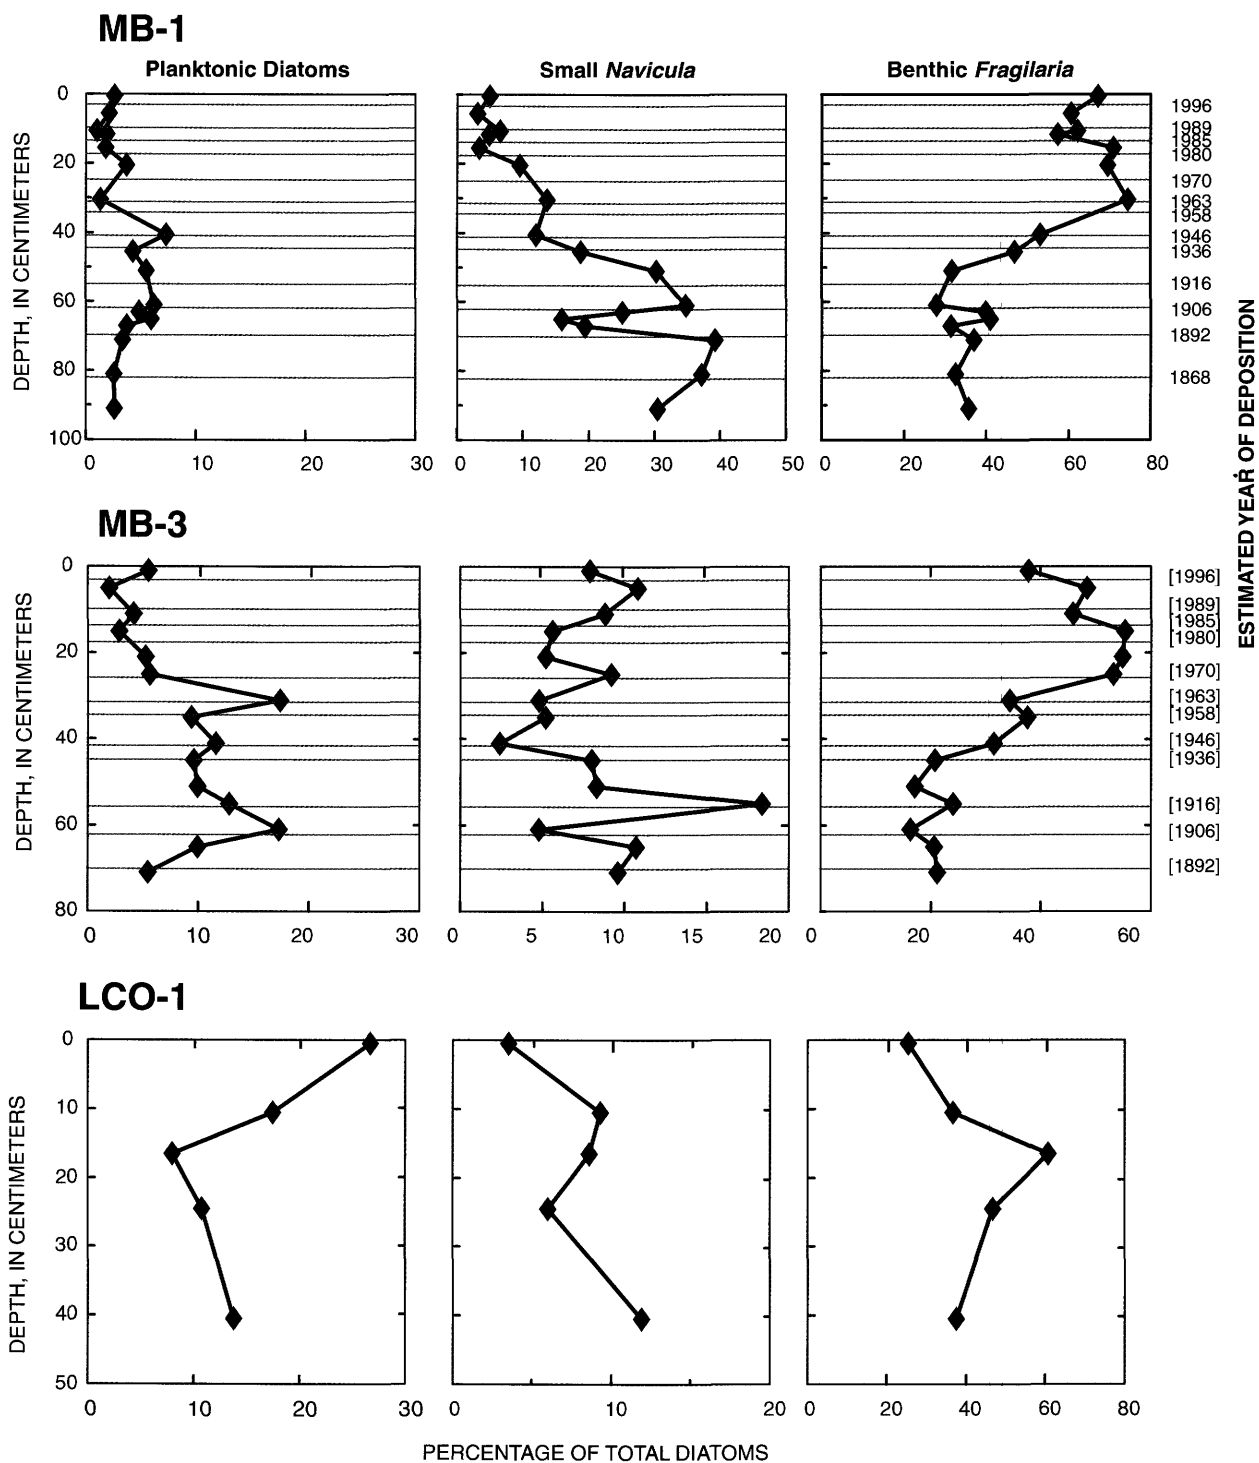 MB-1
Planktonic Diatoms
Small Navicula
Benthic Fragilaria
DEPTH, IN CENTIMETERS
0
20
40
60
80
100
0 10 20 30
0 10 20 30 40 50
0 20 40 60 80
1996
1989
1985
1980
1970
1963
1958
1946
1936
1916
1906
1892
1868
ESTIMATED YEAR OF DEPOSITION
MB-3
DEPTH, IN CENTIMETERS
0
20
40
60
80
0 10 20 30
0 5 10 15 20
0 20 40 60
[1996]
[1989]
[1985]
[1980]
[1970]
[1963]
[1958]
[1946]
[1936]
[1916]
[1906]
[1892]
LCO-1
DEPTH, IN CENTIMETERS
0
10
20
30
40
50
0 10 20 30
0 10 20
0 20 40 60 80
PERCENTAGE OF TOTAL DIATOMS